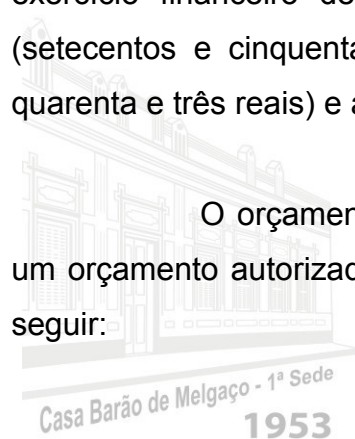 exercício financeiro de
(setecentos e cinquenta
quarenta e três reais) e a
O orçamen
um orçamento autorizad
seguir:
Casa Barão de Melgaço - 1ª Sede
1953